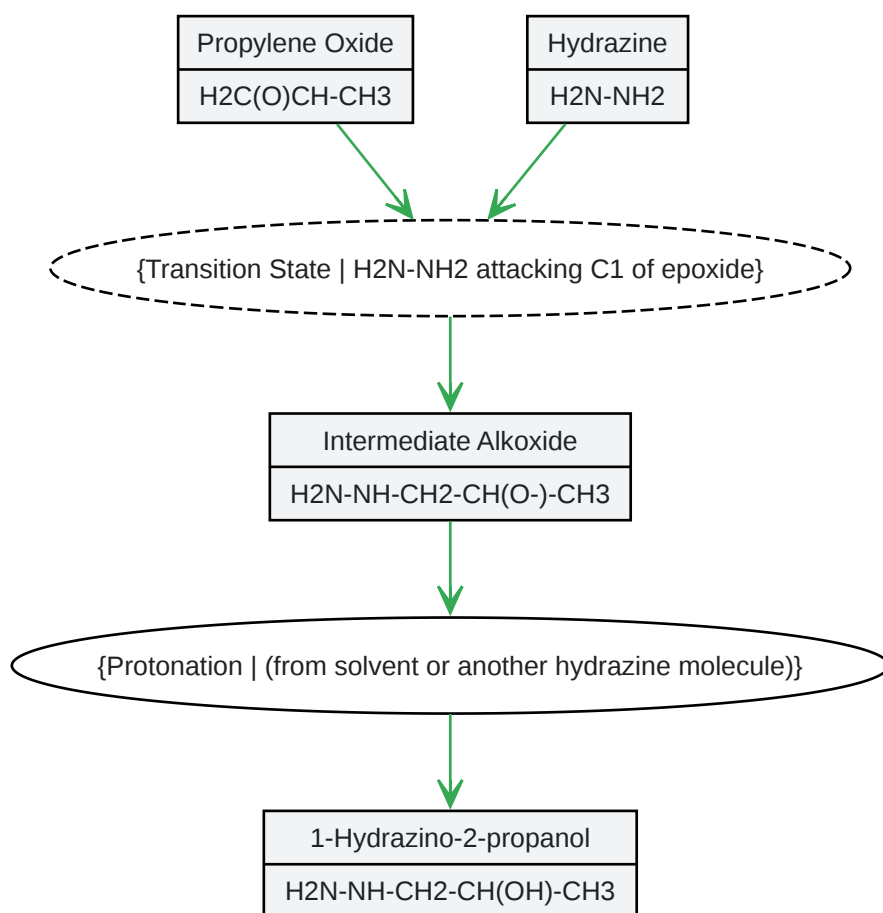 Propylene Oxide
H2C(O)CH-CH3
Hydrazine
H2N-NH2
{Transition State | H2N-NH2 attacking C1 of epoxide}
Intermediate Alkoxide
H2N-NH-CH2-CH(O-)-CH3
{Protonation | (from solvent or another hydrazine molecule)}
1-Hydrazino-2-propanol
H2N-NH-CH2-CH(OH)-CH3